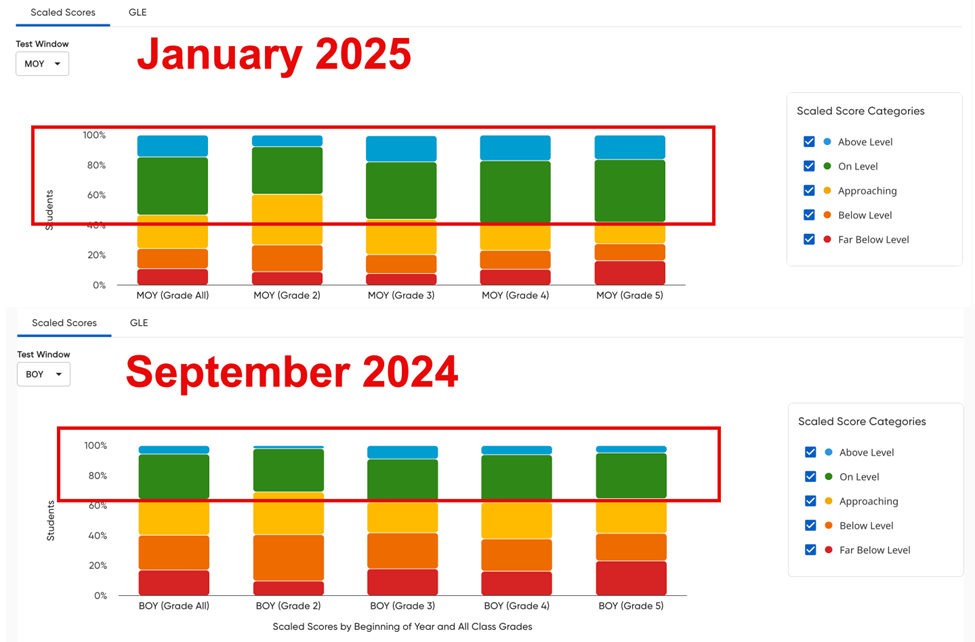 Scaled Scores GLE
Test Window
MOY
January 2025
Scaled Score Categories
Above Level
On Level
Approaching
Below Level
Far Below Level
Students
100%
80%
60%
40%
20%
0%
MOY (Grade All) MOY (Grade 2) MOY (Grade 3) MOY (Grade 4) MOY (Grade 5)
Scaled Scores GLE
Test Window
BOY
September 2024
Scaled Score Categories
Above Level
On Level
Approaching
Below Level
Far Below Level
Students
100%
80%
60%
40%
20%
0%
BOY (Grade All) BOY (Grade 2) BOY (Grade 3) BOY (Grade 4) BOY (Grade 5)
Scaled Scores by Beginning of Year and All Class Grades